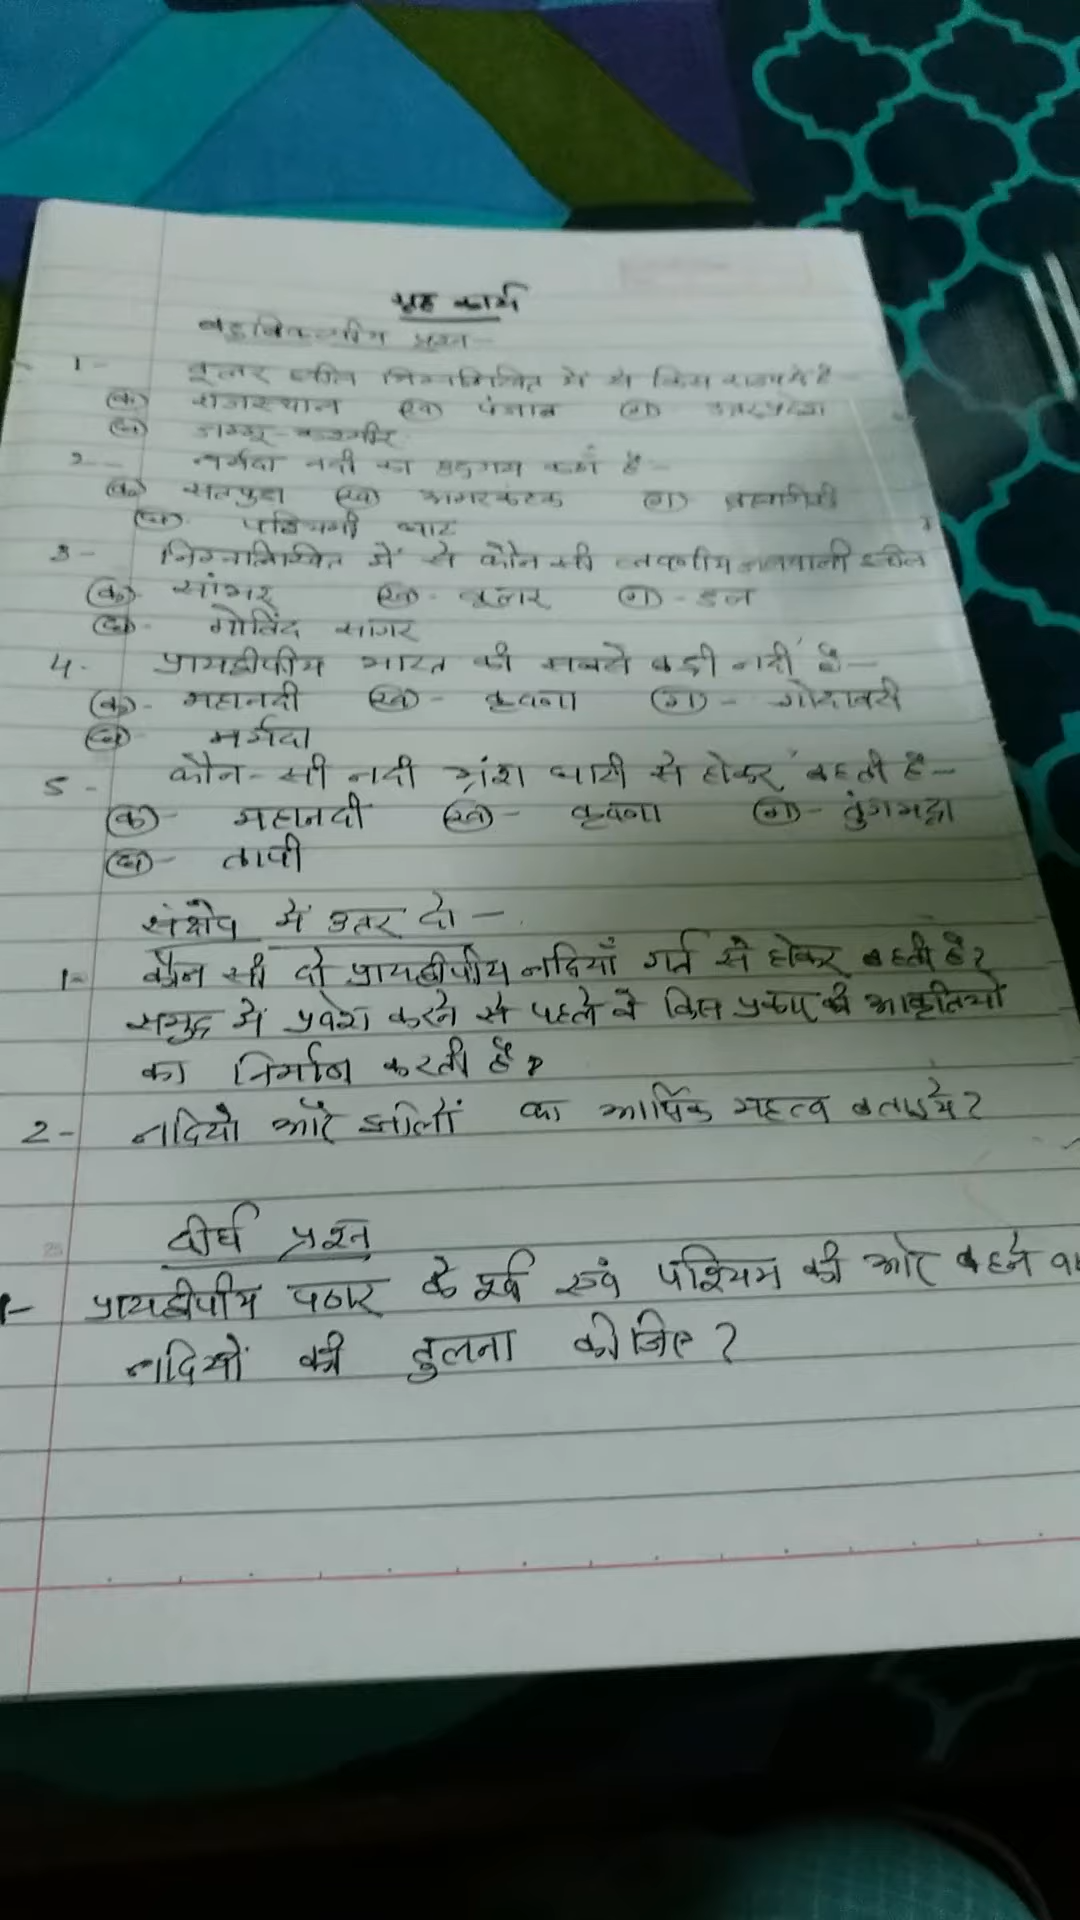 गृह कार्य
बहुविकल्पीय प्रश्न -
1- वूलर झील निम्नलिखित में से किस राज्य में है -
(क) राजस्थान (ख) पंजाब (ग) उत्तरप्रदेश
(घ) जम्मू-कश्मीर
2- नर्मदा नदी का उद्गम कहाँ है -
(क) सतपुड़ा (ख) अमरकंटक (ग) ब्रह्मगिरी
(घ) पश्चिमी घाट
3- निम्नलिखित में से कौन सी लवणीय जलवाली झील
(क) सांभर (ख)- वूलर (ग)- डल
(घ)- गोविंद सागर
4- प्रायद्वीपीय भारत की सबसे बड़ी नदी है -
(क)- महानदी (ख)- कृष्णा (ग)- गोदावरी
(घ) नर्मदा
5- कौन-सी नदी भ्रंश घाटी से होकर बहती है -
(क)- महानदी (ख)- कृष्णा (ग)- तुंगभद्रा
(घ)- तापी
संक्षेप में उतर दो -
1- कौन सी दो प्रायद्वीपीय नदियाँ गर्त से होकर बहती है?
समुद्र में प्रवेश करने से पहले वे किस प्रकार की आकृतियों
का निर्माण करती है?
2- नदियों और झीलों का आर्थिक महत्व बताइये?
दीर्घ प्रश्न
1- प्रायद्वीपीय पठार के पूर्व एवं पश्चिम की ओर बहने
नदियों की तुलना कीजिए?